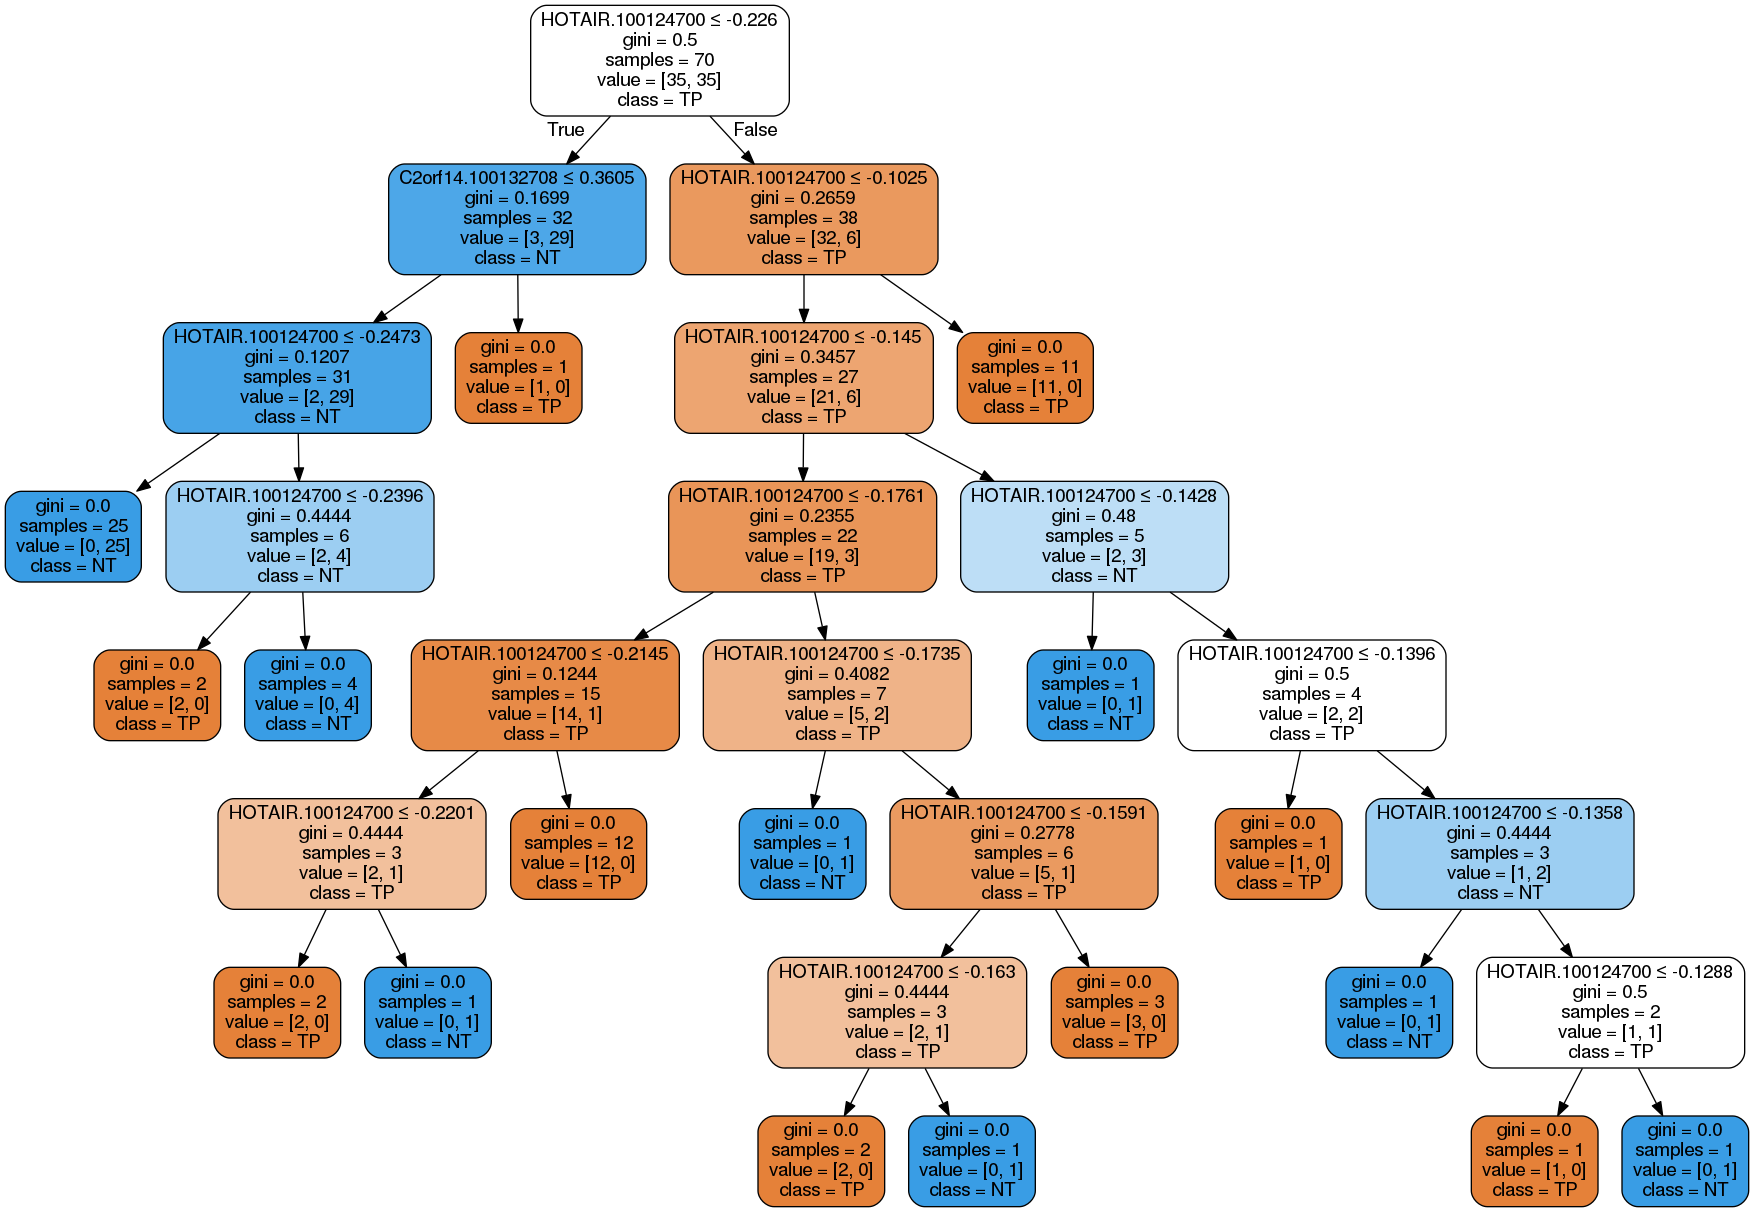 HOTAIR.100124700 ≤ -0.226
gini = 0.5
samples = 70
value = [35, 35]
class = TP
True
False
C2orf14.100132708 ≤ 0.3605
gini = 0.1699
samples = 32
value = [3, 29]
class = NT
HOTAIR.100124700 ≤ -0.1025
gini = 0.2659
samples = 38
value = [32, 6]
class = TP
HOTAIR.100124700 ≤ -0.2473
gini = 0.1207
samples = 31
value = [2, 29]
class = NT
gini = 0.0
samples = 1
value = [1, 0]
class = TP
HOTAIR.100124700 ≤ -0.145
gini = 0.3457
samples = 27
value = [21, 6]
class = TP
gini = 0.0
samples = 11
value = [11, 0]
class = TP
gini = 0.0
samples = 25
value = [0, 25]
class = NT
HOTAIR.100124700 ≤ -0.2396
gini = 0.4444
samples = 6
value = [2, 4]
class = NT
HOTAIR.100124700 ≤ -0.1761
gini = 0.2355
samples = 22
value = [19, 3]
class = TP
HOTAIR.100124700 ≤ -0.1428
gini = 0.48
samples = 5
value = [2, 3]
class = NT
gini = 0.0
samples = 2
value = [2, 0]
class = TP
gini = 0.0
samples = 4
value = [0, 4]
class = NT
HOTAIR.100124700 ≤ -0.2145
gini = 0.1244
samples = 15
value = [14, 1]
class = TP
HOTAIR.100124700 ≤ -0.1735
gini = 0.4082
samples = 7
value = [5, 2]
class = TP
gini = 0.0
samples = 1
value = [0, 1]
class = NT
HOTAIR.100124700 ≤ -0.1396
gini = 0.5
samples = 4
value = [2, 2]
class = TP
HOTAIR.100124700 ≤ -0.2201
gini = 0.4444
samples = 3
value = [2, 1]
class = TP
gini = 0.0
samples = 12
value = [12, 0]
class = TP
gini = 0.0
samples = 1
value = [0, 1]
class = NT
HOTAIR.100124700 ≤ -0.1591
gini = 0.2778
samples = 6
value = [5, 1]
class = TP
gini = 0.0
samples = 1
value = [1, 0]
class = TP
HOTAIR.100124700 ≤ -0.1358
gini = 0.4444
samples = 3
value = [1, 2]
class = NT
gini = 0.0
samples = 2
value = [2, 0]
class = TP
gini = 0.0
samples = 1
value = [0, 1]
class = NT
HOTAIR.100124700 ≤ -0.163
gini = 0.4444
samples = 3
value = [2, 1]
class = TP
gini = 0.0
samples = 3
value = [3, 0]
class = TP
gini = 0.0
samples = 1
value = [0, 1]
class = NT
HOTAIR.100124700 ≤ -0.1288
gini = 0.5
samples = 2
value = [1, 1]
class = TP
gini = 0.0
samples = 2
value = [2, 0]
class = TP
gini = 0.0
samples = 1
value = [0, 1]
class = NT
gini = 0.0
samples = 1
value = [1, 0]
class = TP
gini = 0.0
samples = 1
value = [0, 1]
class = NT